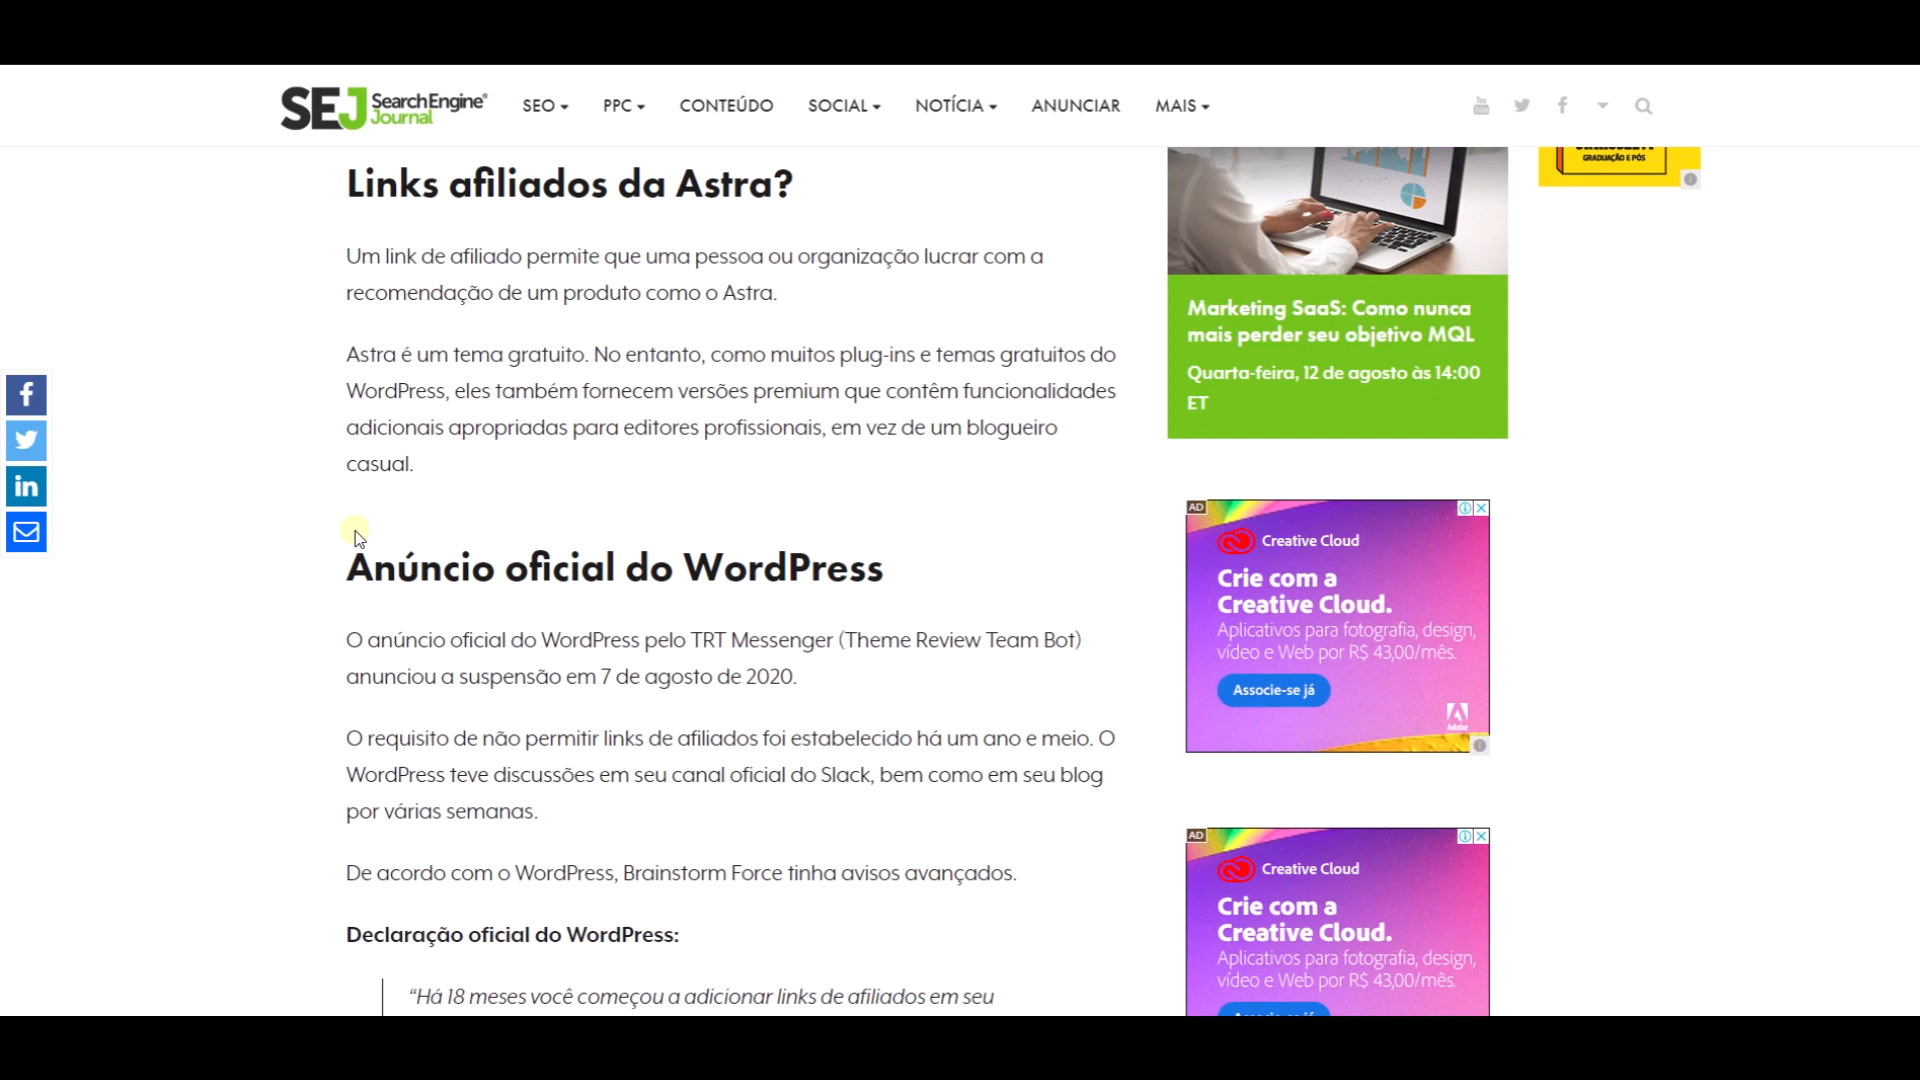 SEJ SearchEngine® Journal
SEO
PPC
CONTEÚDO
SOCIAL
NOTÍCIA
ANUNCIAR
MAIS
Links afiliados da Astra?
Um link de afiliado permite que uma pessoa ou organização lucrar com a
recomendação de um produto como o Astra.
Astra é um tema gratuito. No entanto, como muitos plug-ins e temas gratuitos do
WordPress, eles também fornecem versões premium que contêm funcionalidades
adicionais apropriadas para editores profissionais, em vez de um blogueiro
casual.
Anúncio oficial do WordPress
O anúncio oficial do WordPress pelo TRT Messenger (Theme Review Team Bot)
anunciou a suspensão em 7 de agosto de 2020.
O requisito de não permitir links de afiliados foi estabelecido há um ano e meio. O
WordPress teve discussões em seu canal oficial do Slack, bem como em seu blog
por várias semanas.
De acordo com o WordPress, Brainstorm Force tinha avisos avançados.
Declaração oficial do WordPress:
“Há 18 meses você começou a adicionar links de afiliados em seu
GRADUAÇÃO E PÓS
Marketing SaaS: Como nunca
mais perder seu objetivo MQL
Quarta-feira, 12 de agosto às 14:00
ET
AD
Creative Cloud
Crie com a
Creative Cloud.
Aplicativos para fotografia, design,
vídeo e Web por R$ 43,00/mês.
Associe-se já
Adobe
AD
Creative Cloud
Crie com a
Creative Cloud.
Aplicativos para fotografia, design,
vídeo e Web por R$ 43,00/mês.